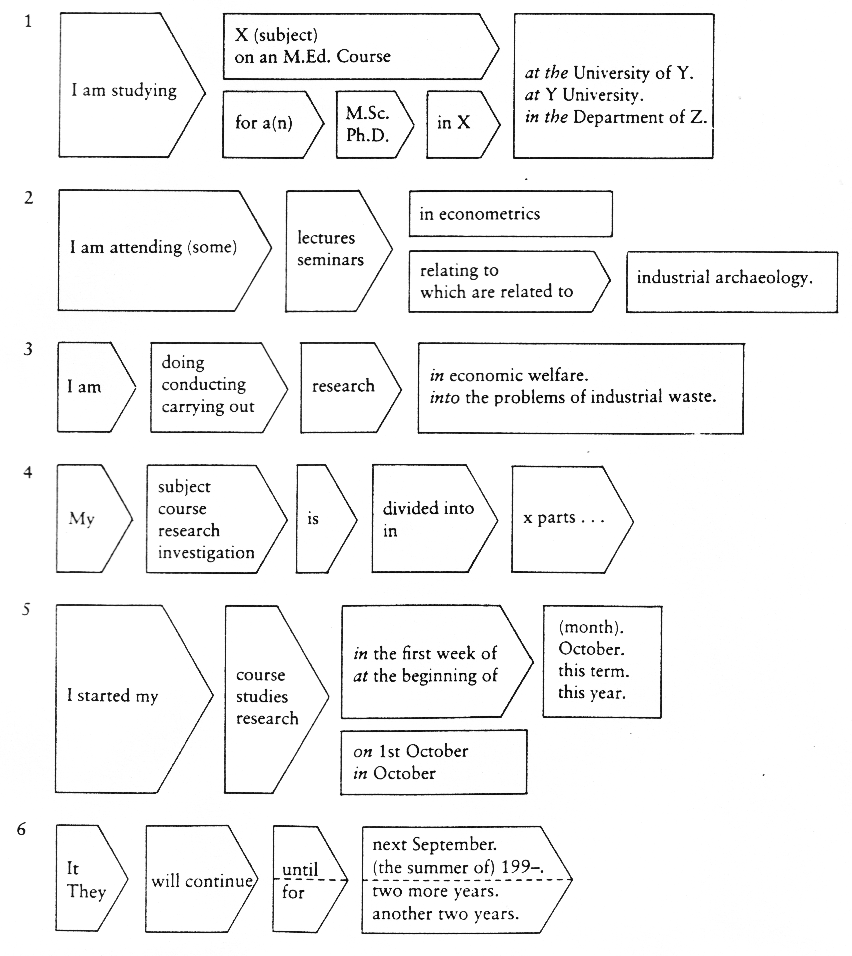 1
I am studying
X (subject)
on an M.Ed. Course
for a(n)
M.Sc.
Ph.D.
in X
at the University of Y.
at Y University.
in the Department of Z.
2
I am attending (some)
lectures
seminars
in econometrics
relating to
which are related to
industrial archaeology.
3
I am
doing
conducting
carrying out
research
in economic welfare.
into the problems of industrial waste.
4
My
subject
course
research
investigation
is
divided into
in
x parts . . .
5
I started my
course
studies
research
in the first week of
at the beginning of
(month).
October.
this term.
this year.
on 1st October
in October
6
It
They
will continue
until
for
next September.
(the summer of) 199–.
two more years.
another two years.